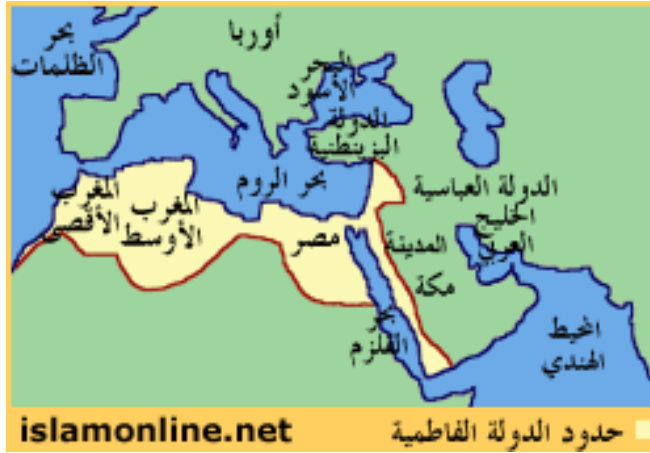 أوربا
بحر
الظلمات
البحر
الأسود
الدولة
البيزنطية
بحر الروم
الدولة العباسية
الخليج
العربي
المغرب
الأقصى
المغرب
الأوسط
مصر
المدينة
مكة
بحر
القلزم
المحيط
الهندي
حدود الدولة الفاطمية
islamonline.net